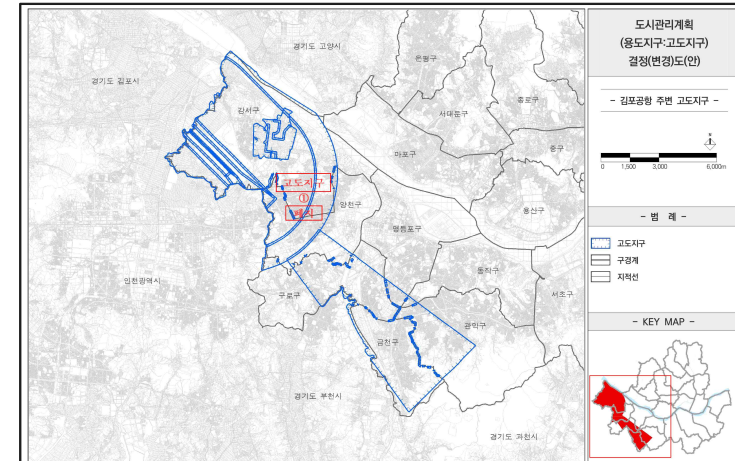 도시관리계획
(용도지구:고도지구)
결정(변경)도(안)
- 김포공항 주변 고도지구 -
N
0 1,500 3,000 6,000m
- 범 례 -
고도지구
구경계
지적선
- KEY MAP -
경기도 고양시
은평구
경기도 김포시
강서구
서대문구
종로구
중구
마포구
고도지구
①
폐지
양천구
용산구
영등포구
인천광역시
동작구
구로구
서초구
관악구
금천구
경기도 부천시
경기도 과천시